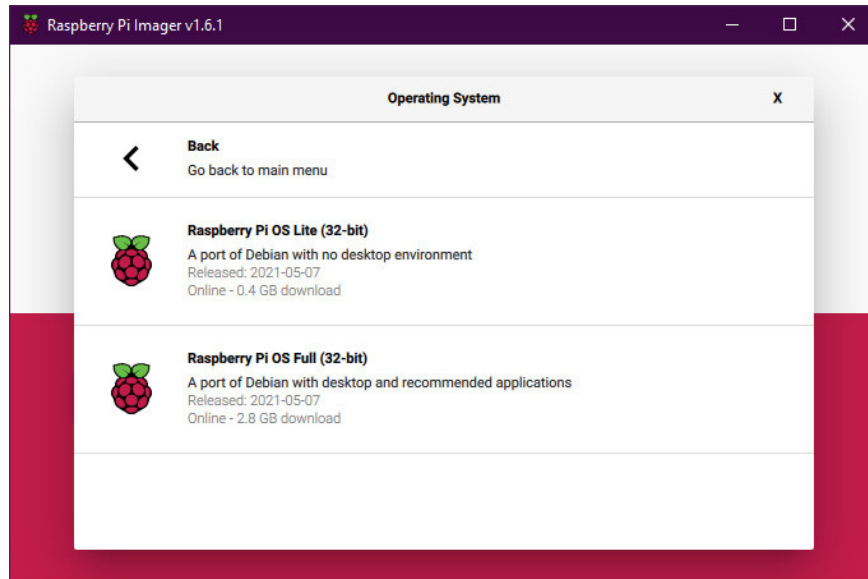 Raspberry Pi Imager v1.6.1
Operating System X
Back
Go back to main menu
Raspberry Pi OS Lite (32-bit)
A port of Debian with no desktop environment
Released: 2021-05-07
Online - 0.4 GB download
Raspberry Pi OS Full (32-bit)
A port of Debian with desktop and recommended applications
Released: 2021-05-07
Online - 2.8 GB download